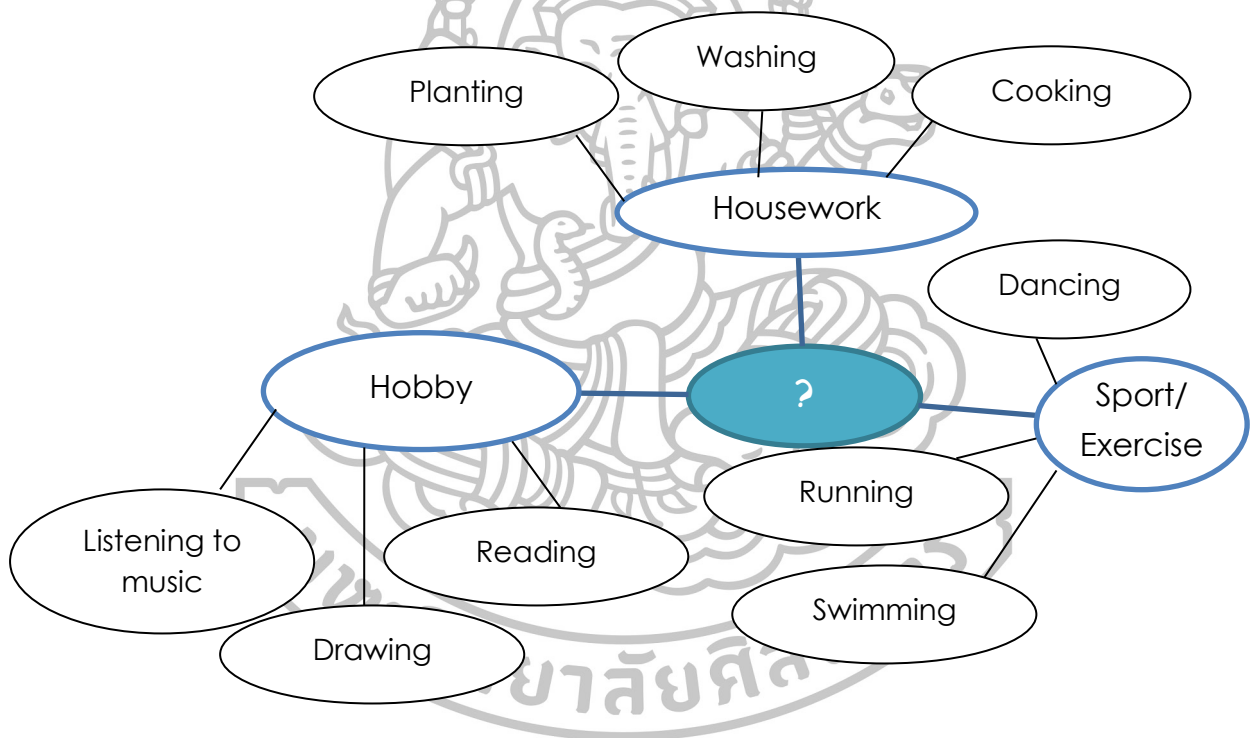 Washing
Planting
Cooking
Housework
Dancing
Hobby
?
Sport/
Exercise
Running
Listening to
music
Reading
Swimming
Drawing
ยาลัยศิล